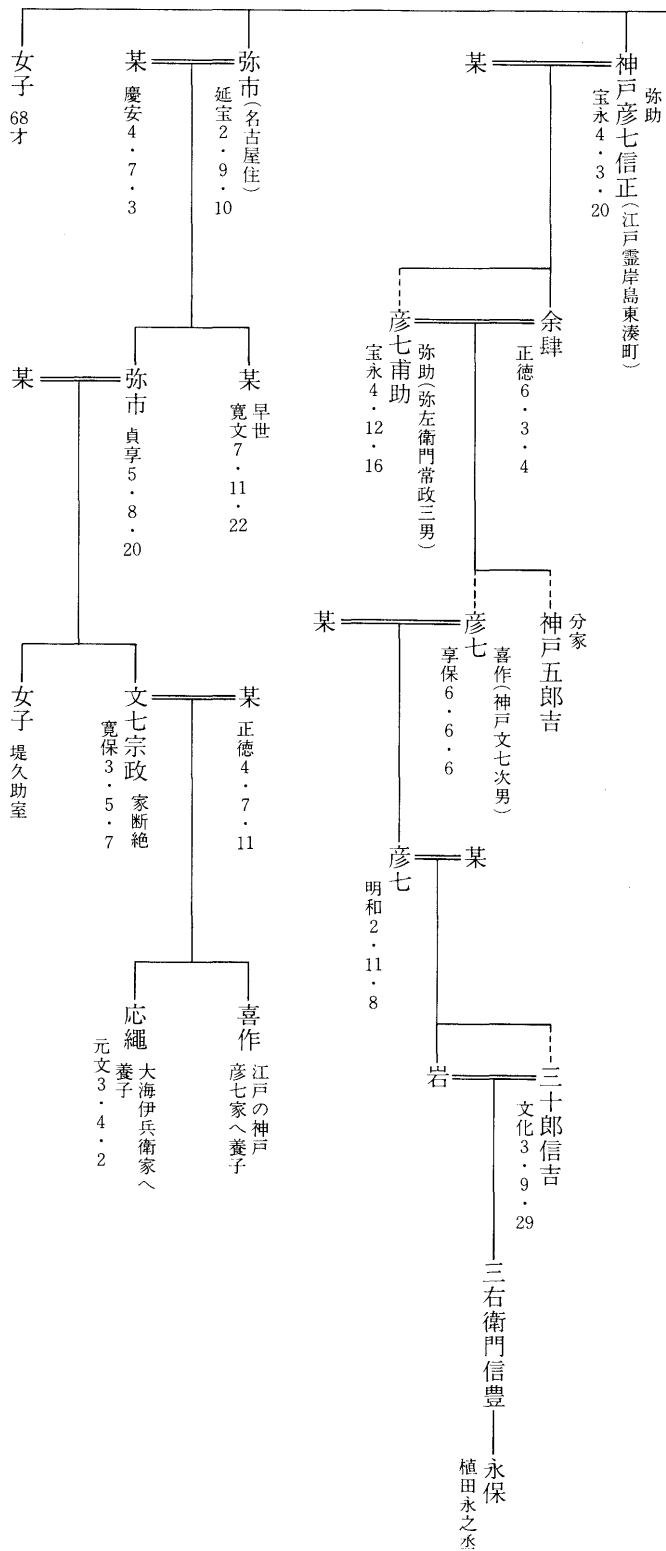 弥助
神戸彦七信正(江戸霊岸島東湊町)
宝永4・3・20
某
余肆
正徳6・3・4
彦七甫助
弥助(弥左衛門常政三男)
宝永4・12・16
分家
神戸五郎吉
彦七
喜作(神戸文七次男)
享保6・6・6
某
某
彦七
明和2・11・8
三十郎信吉
文化3・9・29
岩
三右衛門信豊
永保
植田永之丞
弥市(名古屋住)
延宝2・9・10
某
慶安4・7・3
女子 68才
某 早世
寛文7・11・22
弥市 貞享5・8・20
某
某 正徳4・7・11
文七宗政 家断絶
寛保3・5・7
女子 堤久助室
喜作 江戸の神戸
彦七家へ養子
応縄 大海伊兵衛家へ
養子
元文3・4・2